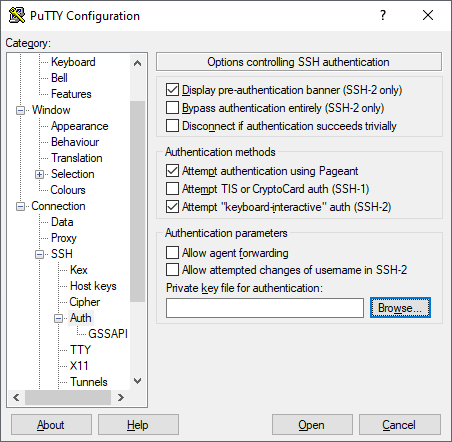 PuTTY Configuration
?
Category:
Keyboard
Bell
Features
Window
Appearance
Behaviour
Translation
Selection
Colours
Connection
Data
Proxy
SSH
Kex
Host keys
Cipher
Auth
GSSAPI
TTY
X11
Tunnels
Options controlling SSH authentication
Display pre-authentication banner (SSH-2 only)
Bypass authentication entirely (SSH-2 only)
Disconnect if authentication succeeds trivially
Authentication methods
Attempt authentication using Pageant
Attempt TIS or CryptoCard auth (SSH-1)
Attempt "keyboard-interactive" auth (SSH-2)
Authentication parameters
Allow agent forwarding
Allow attempted changes of username in SSH-2
Private key file for authentication:
Browse...
About
Help
Open
Cancel